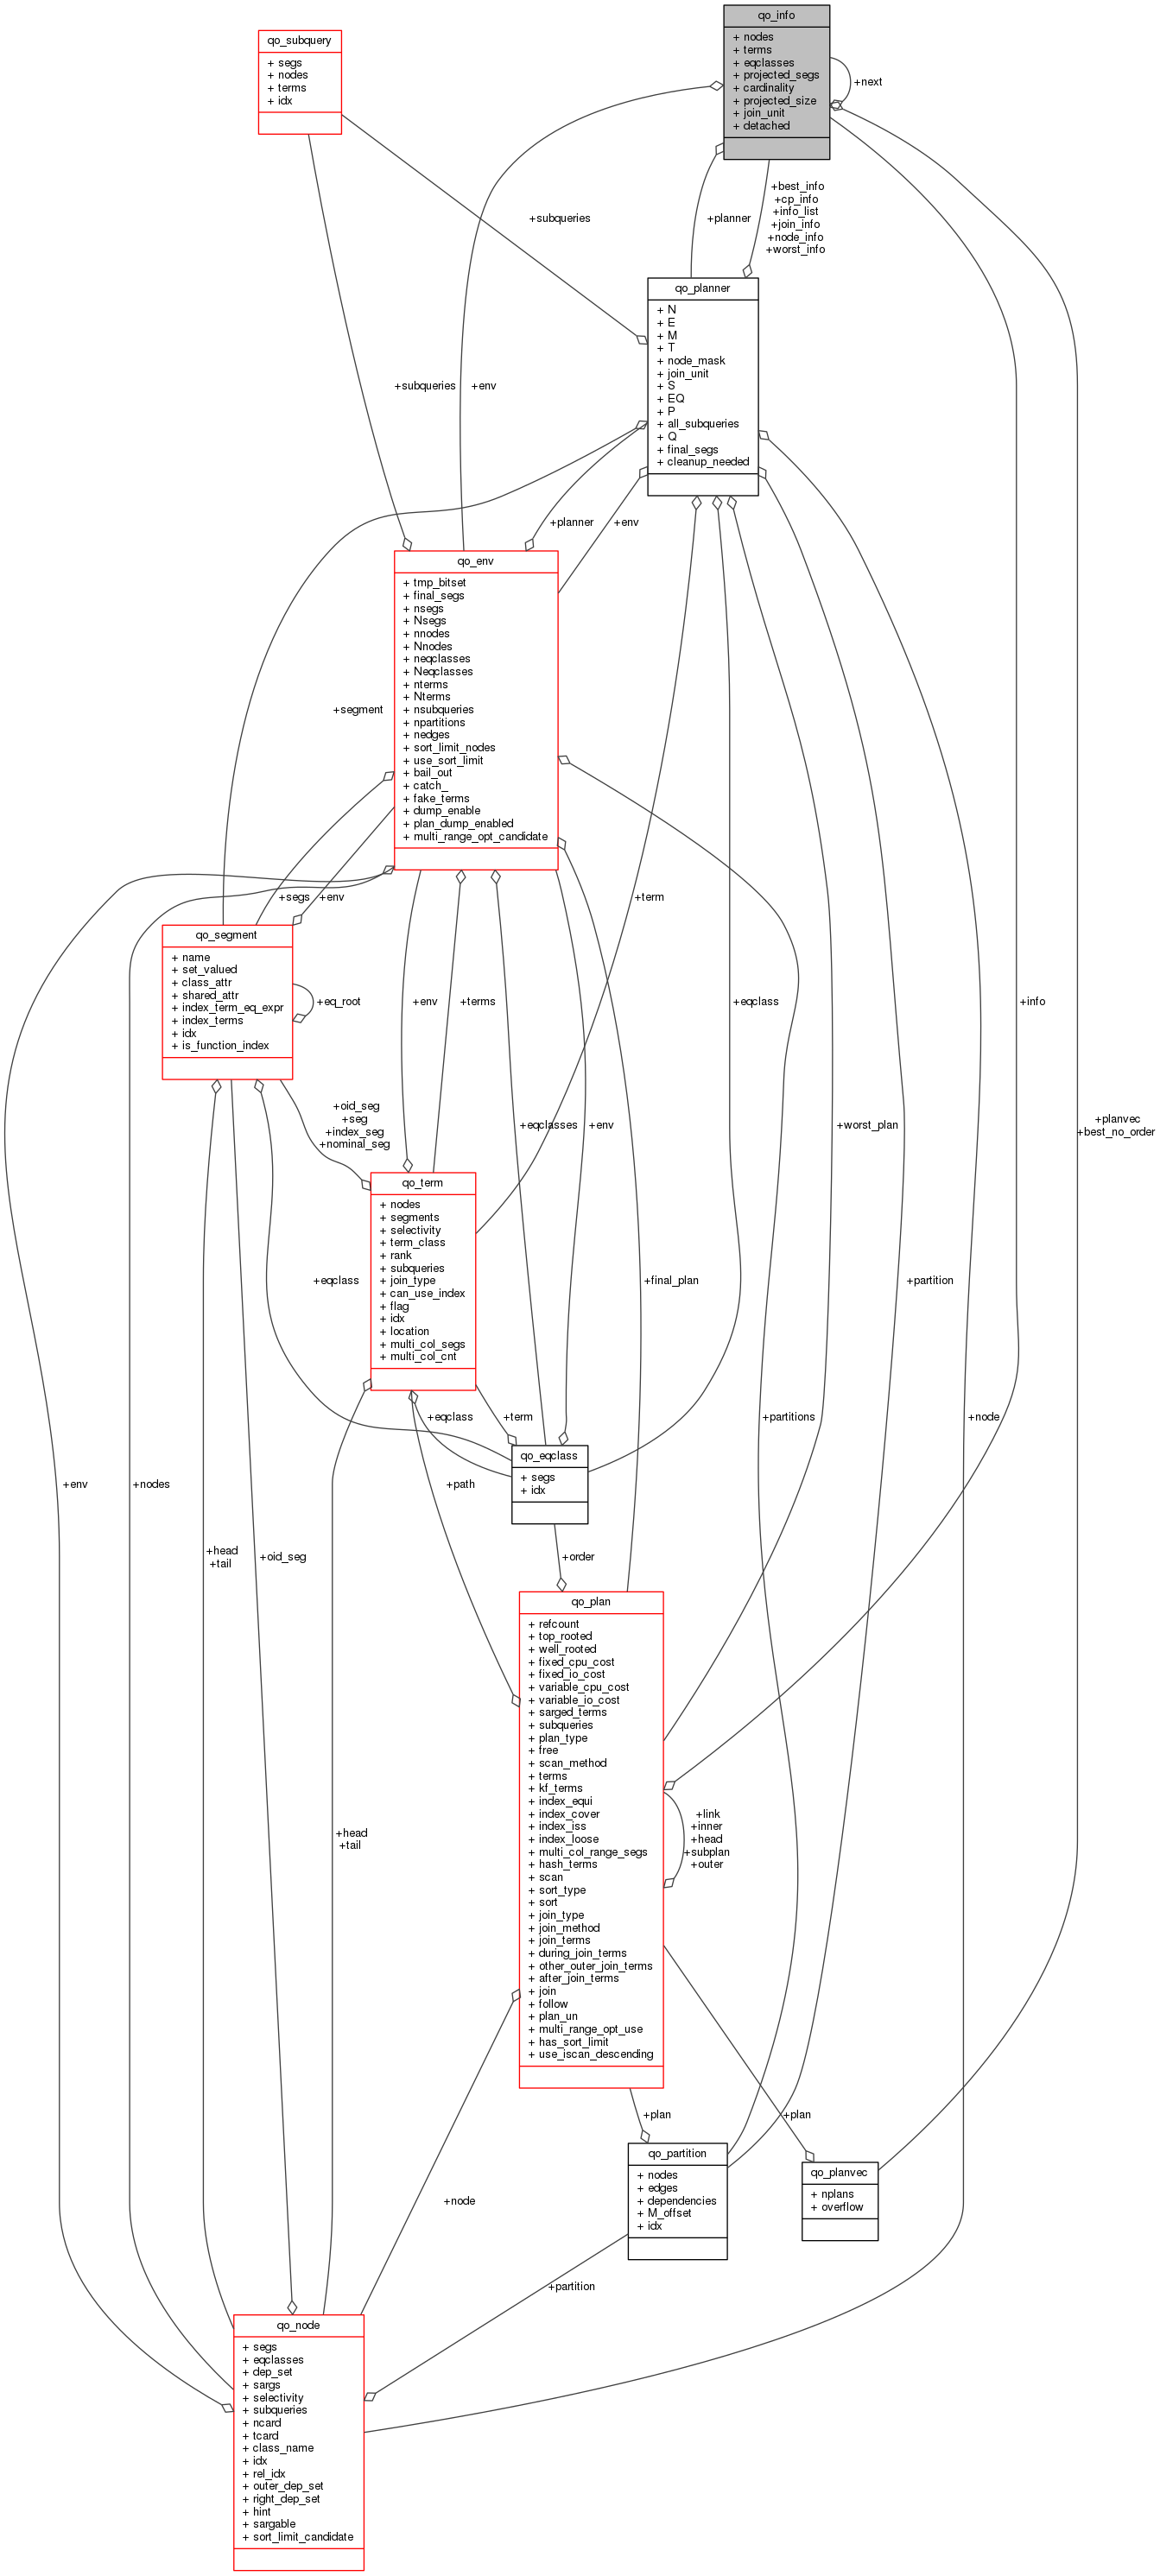 qo_info
+ nodes
+ terms
+ eqclasses
+ projected_segs
+ cardinality
+ projected_size
+ join_unit
+ detached
+next
qo_subquery
+ segs
+ nodes
+ terms
+ idx
+subqueries
+planner
+best_info
+cp_info
+info_list
+join_info
+node_info
+worst_info
qo_planner
+ N
+ E
+ M
+ T
+ node_mask
+ join_unit
+ S
+ EQ
+ P
+ all_subqueries
+ Q
+ final_segs
+ cleanup_needed
+subqueries
+env
+planner
+env
qo_env
+ tmp_bitset
+ final_segs
+ nsegs
+ Nsegs
+ nnodes
+ Nnodes
+ neqclasses
+ Neqclasses
+ nterms
+ Nterms
+ nsubqueries
+ npartitions
+ nedges
+ sort_limit_nodes
+ use_sort_limit
+ bail_out
+ catch_
+ fake_terms
+ dump_enable
+ plan_dump_enabled
+ multi_range_opt_candidate
+segment
+segs
+env
+term
qo_segment
+ name
+ set_valued
+ class_attr
+ shared_attr
+ index_term_eq_expr
+ index_terms
+ idx
+ is_function_index
+eq_root
+env
+terms
+eqclass
+info
+oid_seg
+seg
+index_seg
+nominal_seg
+eqclasses
+env
+worst_plan
+planvec
+best_no_order
qo_term
+ nodes
+ segments
+ selectivity
+ term_class
+ rank
+ subqueries
+ join_type
+ can_use_index
+ flag
+ idx
+ location
+ multi_col_segs
+ multi_col_cnt
+eqclass
+final_plan
+partition
+eqclass
+term
+partitions
+node
qo_eqclass
+ segs
+ idx
+env
+nodes
+path
+head
+tail
+oid_seg
+order
qo_plan
+ refcount
+ top_rooted
+ well_rooted
+ fixed_cpu_cost
+ fixed_io_cost
+ variable_cpu_cost
+ variable_io_cost
+ sarged_terms
+ subqueries
+ plan_type
+ free
+ scan_method
+ terms
+ kf_terms
+ index_equi
+ index_cover
+ index_iss
+ index_loose
+ multi_col_range_segs
+ hash_terms
+ scan
+ sort_type
+ sort
+ join_type
+ join_method
+ join_terms
+ during_join_terms
+ other_outer_join_terms
+ after_join_terms
+ join
+ follow
+ plan_un
+ multi_range_opt_use
+ has_sort_limit
+ use_iscan_descending
+link
+inner
+head
+subplan
+outer
+head
+tail
+plan
+plan
qo_partition
+ nodes
+ edges
+ dependencies
+ M_offset
+ idx
qo_planvec
+ nplans
+ overflow
+node
+partition
qo_node
+ segs
+ eqclasses
+ dep_set
+ sargs
+ selectivity
+ subqueries
+ ncard
+ tcard
+ class_name
+ idx
+ rel_idx
+ outer_dep_set
+ right_dep_set
+ hint
+ sargable
+ sort_limit_candidate